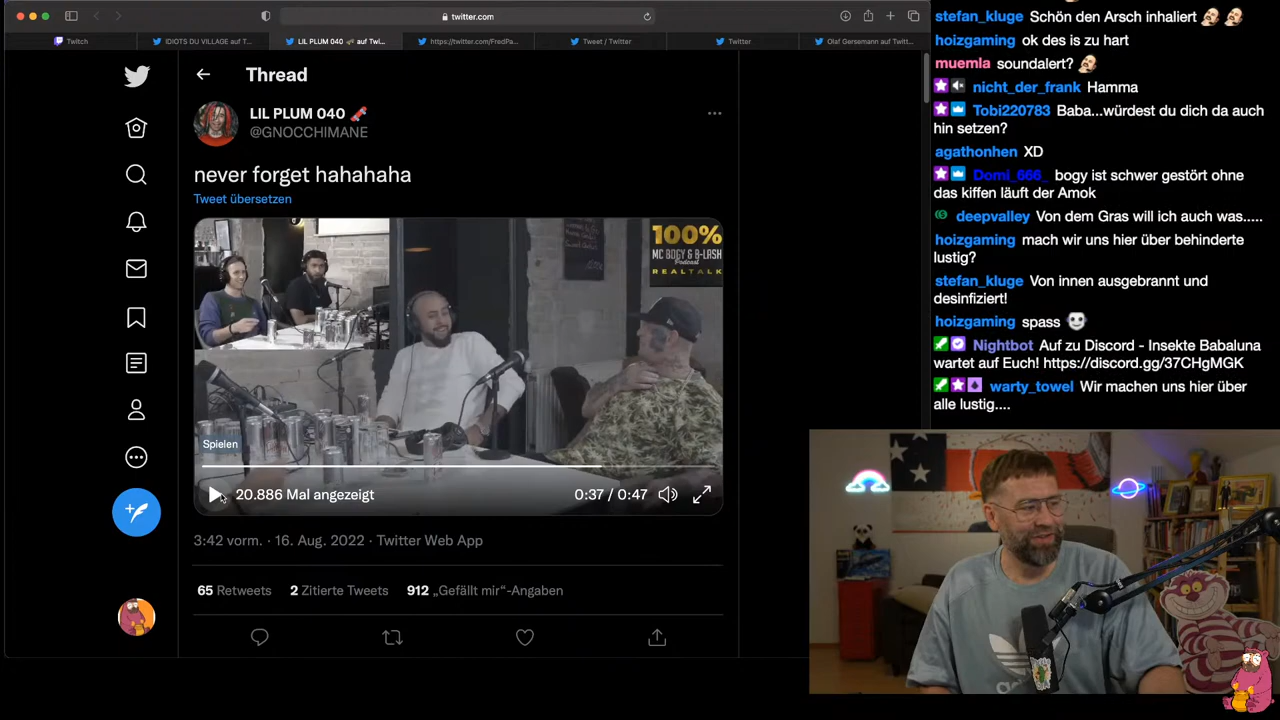 twitter.com
Twitch
IDIOTS DU VILLAGE auf T...
LIL PLUM 040 🧨 auf Twi...
https://twitter.com/FredPa...
Tweet / Twitter
Twitter
Olaf Gersemann auf Twitt...
Thread
LIL PLUM 040 🧨
@GNOCCHIMANE
never forget hahahaha
Tweet übersetzen
100%
MC BOGY & B-LASH
Podcast
REALTALK
Spielen
20.886 Mal angezeigt
0:37 / 0:47
3:42 vorm. · 16. Aug. 2022 · Twitter Web App
65 Retweets
2 Zitierte Tweets
912 „Gefällt mir“-Angaben
stefan_kluge Schön den Arsch inhaliert
hoizgaming ok des is zu hart
muemla soundalert?
nicht_der_frank Hamma
Tobi220783 Baba...würdest du dich da auch
hin setzen?
agathonhen XD
Domi_666_ bogy ist schwer gestört ohne
das kiffen läuft der Amok
deepvalley Von dem Gras will ich auch was.....
hoizgaming mach wir uns hier über behinderte
lustig?
stefan_kluge Von innen ausgebrannt und
desinfiziert!
hoizgaming spass
Nightbot Auf zu Discord - Insekte Babaluna
wartet auf Euch! https://discord.gg/37CHgMGK
warty_towel Wir machen uns hier über
alle lustig....